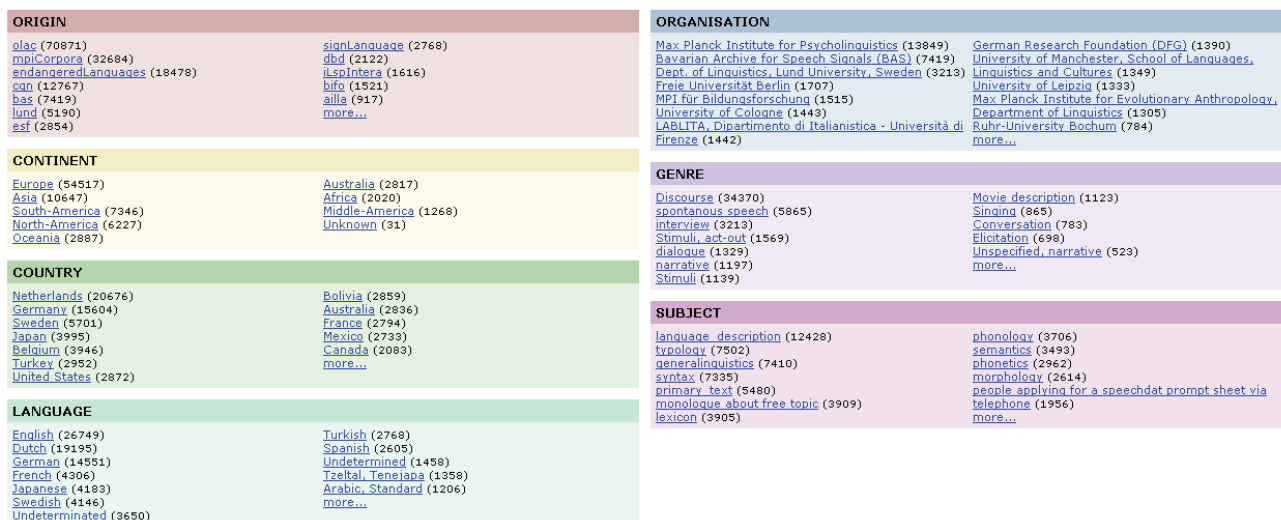 ORIGIN
olac (70871)
mpiCorpora (32684)
endangeredLanguages (18478)
cgn (12767)
bas (7419)
lund (5190)
esf (2854)
signLanguage (2768)
dbd (2122)
iLspIntera (1616)
bifo (1521)
ailla (917)
more...
CONTINENT
Europe (54517)
Asia (10647)
South-America (7346)
North-America (6227)
Oceania (2887)
Australia (2817)
Africa (2020)
Middle-America (1268)
Unknown (31)
COUNTRY
Netherlands (20676)
Germany (15604)
Sweden (5701)
Japan (3995)
Belgium (3946)
Turkey (2952)
United States (2872)
Bolivia (2859)
Australia (2836)
France (2794)
Mexico (2733)
Canada (2083)
more...
LANGUAGE
English (26749)
Dutch (19195)
German (14551)
French (4306)
Japanese (4183)
Swedish (4146)
Undeterminated (3650)
Turkish (2768)
Spanish (2605)
Undetermined (1458)
Tzeltal, Tenejapa (1358)
Arabic, Standard (1206)
more...
ORGANISATION
Max Planck Institute for Psycholinguistics (13849)
Bavarian Archive for Speech Signals (BAS) (7419)
Dept. of Linguistics, Lund University, Sweden (3213)
Freie Universität Berlin (1707)
MPI für Bildungsforschung (1515)
University of Cologne (1443)
LABLITA, Dipartimento di Italianistica - Università di
Firenze (1442)
German Research Foundation (DFG) (1390)
University of Manchester, School of Languages,
Linguistics and Cultures (1349)
University of Leipzig (1333)
Max Planck Institute for Evolutionary Anthropology,
Department of Linguistics (1305)
Ruhr-University Bochum (784)
more...
GENRE
Discourse (34370)
spontanous speech (5865)
interview (3213)
Stimuli, act-out (1569)
dialogue (1329)
narrative (1197)
Stimuli (1139)
Movie description (1123)
Singing (865)
Conversation (783)
Elicitation (698)
Unspecified, narrative (523)
more...
SUBJECT
language_description (12428)
typology (7502)
generalinguistics (7410)
syntax (7335)
primary_text (5480)
monologue about free topic (3909)
lexicon (3905)
phonology (3706)
semantics (3493)
phonetics (2962)
morphology (2614)
people applying for a speechdat prompt sheet via
telephone (1956)
more...